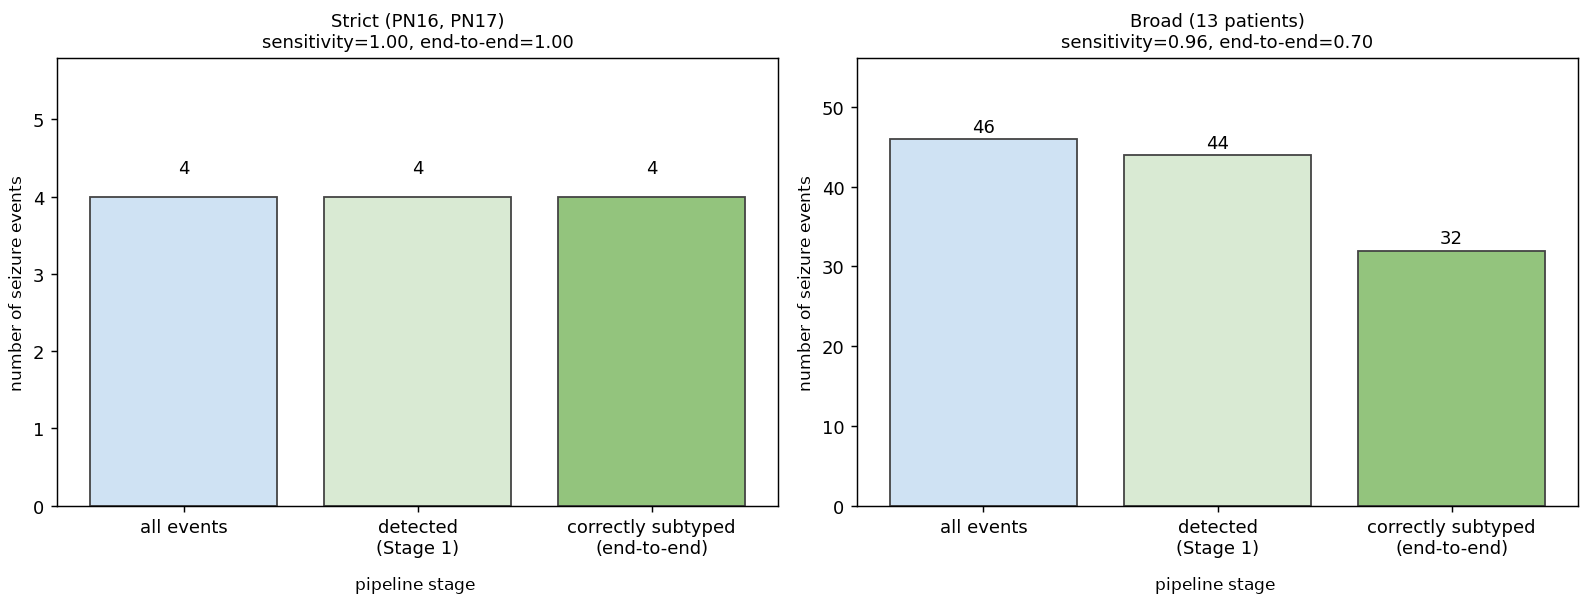 Strict (PN16, PN17)
sensitivity=1.00, end-to-end=1.00
number of seizure events
5
4
3
2
1
0
4
4
4
all events
detected
(Stage 1)
correctly subtyped
(end-to-end)
pipeline stage
Broad (13 patients)
sensitivity=0.96, end-to-end=0.70
number of seizure events
50
40
30
20
10
0
46
44
32
all events
detected
(Stage 1)
correctly subtyped
(end-to-end)
pipeline stage